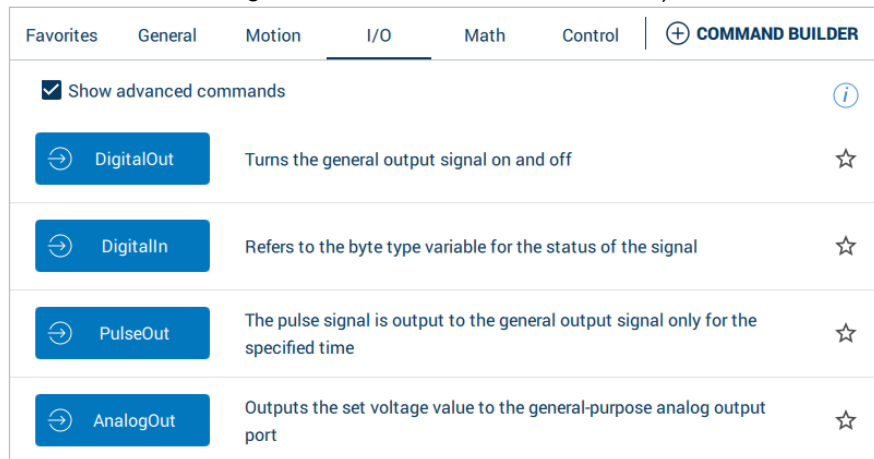 Favorites General Motion I/O Math Control COMMAND BUILDER
Show advanced commands
i
DigitalOut Turns the general output signal on and off
DigitalIn Refers to the byte type variable for the status of the signal
PulseOut The pulse signal is output to the general output signal only for the
specified time
AnalogOut Outputs the set voltage value to the general-purpose analog output
port